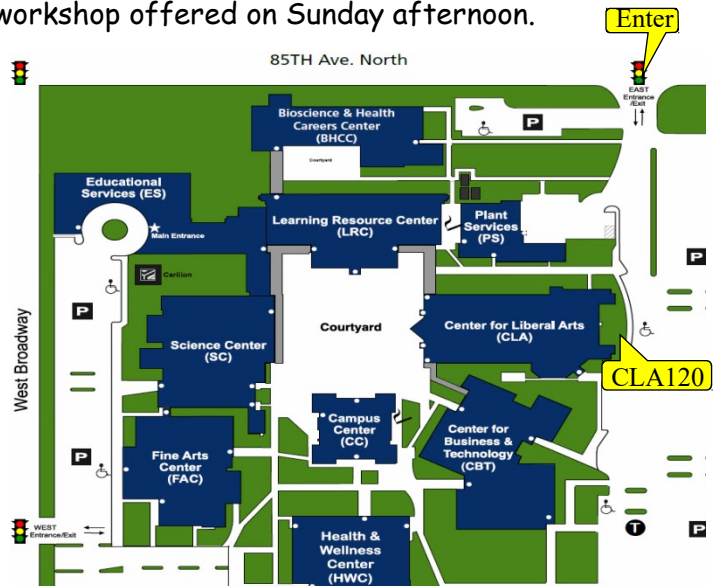 workshop offered on Sunday afternoon.
Enter
85TH Ave. North
EAST
Entrance
/Exit
Bioscience & Health
Careers Center
(BHCC)
P
Courtyard
Educational
Services (ES)
Main Entrance
Learning Resource Center
(LRC)
Plant
Services
(PS)
P
Carillon
P
Courtyard
Center for Liberal Arts
(CLA)
Science Center
(SC)
West Broadway
CLA120
Campus
Center
(CC)
Center for
Business &
Technology
(CBT)
Fine Arts
Center
(FAC)
P
WEST
Entrance/Exit
T
P
Health &
Wellness
Center
(HWC)